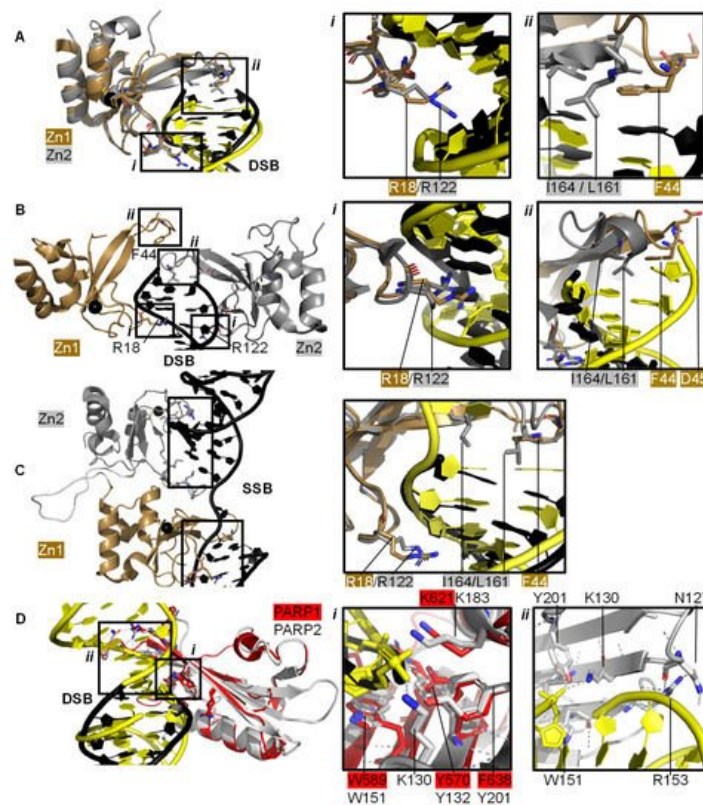 A
ii
Zn1
Zn2
i
DSB
i
R18/R122
ii
I164 / L161
F44
B
ii
F44
ii
i
i
Zn1
R18
DSB
R122
Zn2
i
R18/R122
ii
I164/L161
F44
D45
Zn2
C
SSB
Zn1
R18/R122
I164/L161
F44
D
PARP1
PARP2
i
ii
DSB
K621 K183
i
W589
K130
Y570
F638
W151
Y132
Y201
Y201
K130
N127
ii
W151
R153